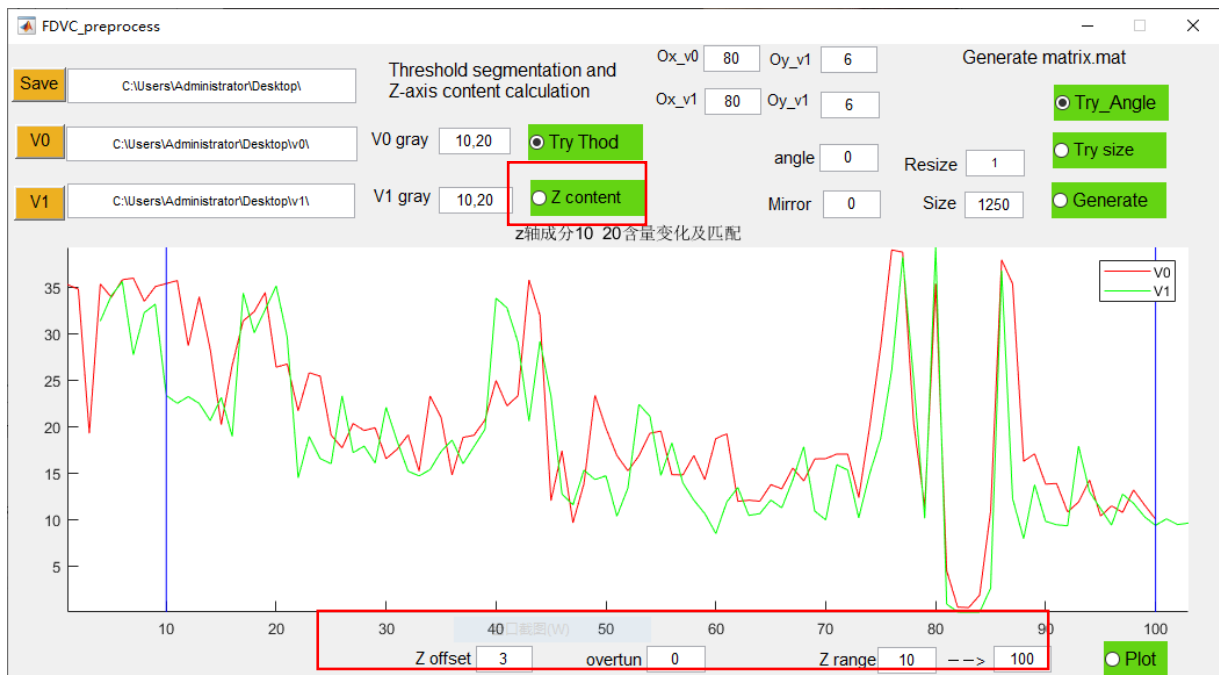 FDVC_preprocess
Save C:\Users\Administrator\Desktop\
Threshold segmentation and
Z-axis content calculation
Ox_v0 80 Oy_v1 6
Generate matrix.mat
Ox_v1 80 Oy_v1 6
Try_Angle
V0 C:\Users\Administrator\Desktop\v0\ V0 gray 10,20 Try Thod
angle 0 Resize 1 Try size
V1 C:\Users\Administrator\Desktop\v1\ V1 gray 10,20 Z content
Mirror 0 Size 1250 Generate
z轴成分10 20含量变化及匹配
V0
V1
35
30
25
20
15
10
5
10 20 30 40 50 60 70 80 90 100
口截图(W)
Z offset 3 overtun 0 Z range 10 --> 100 Plot